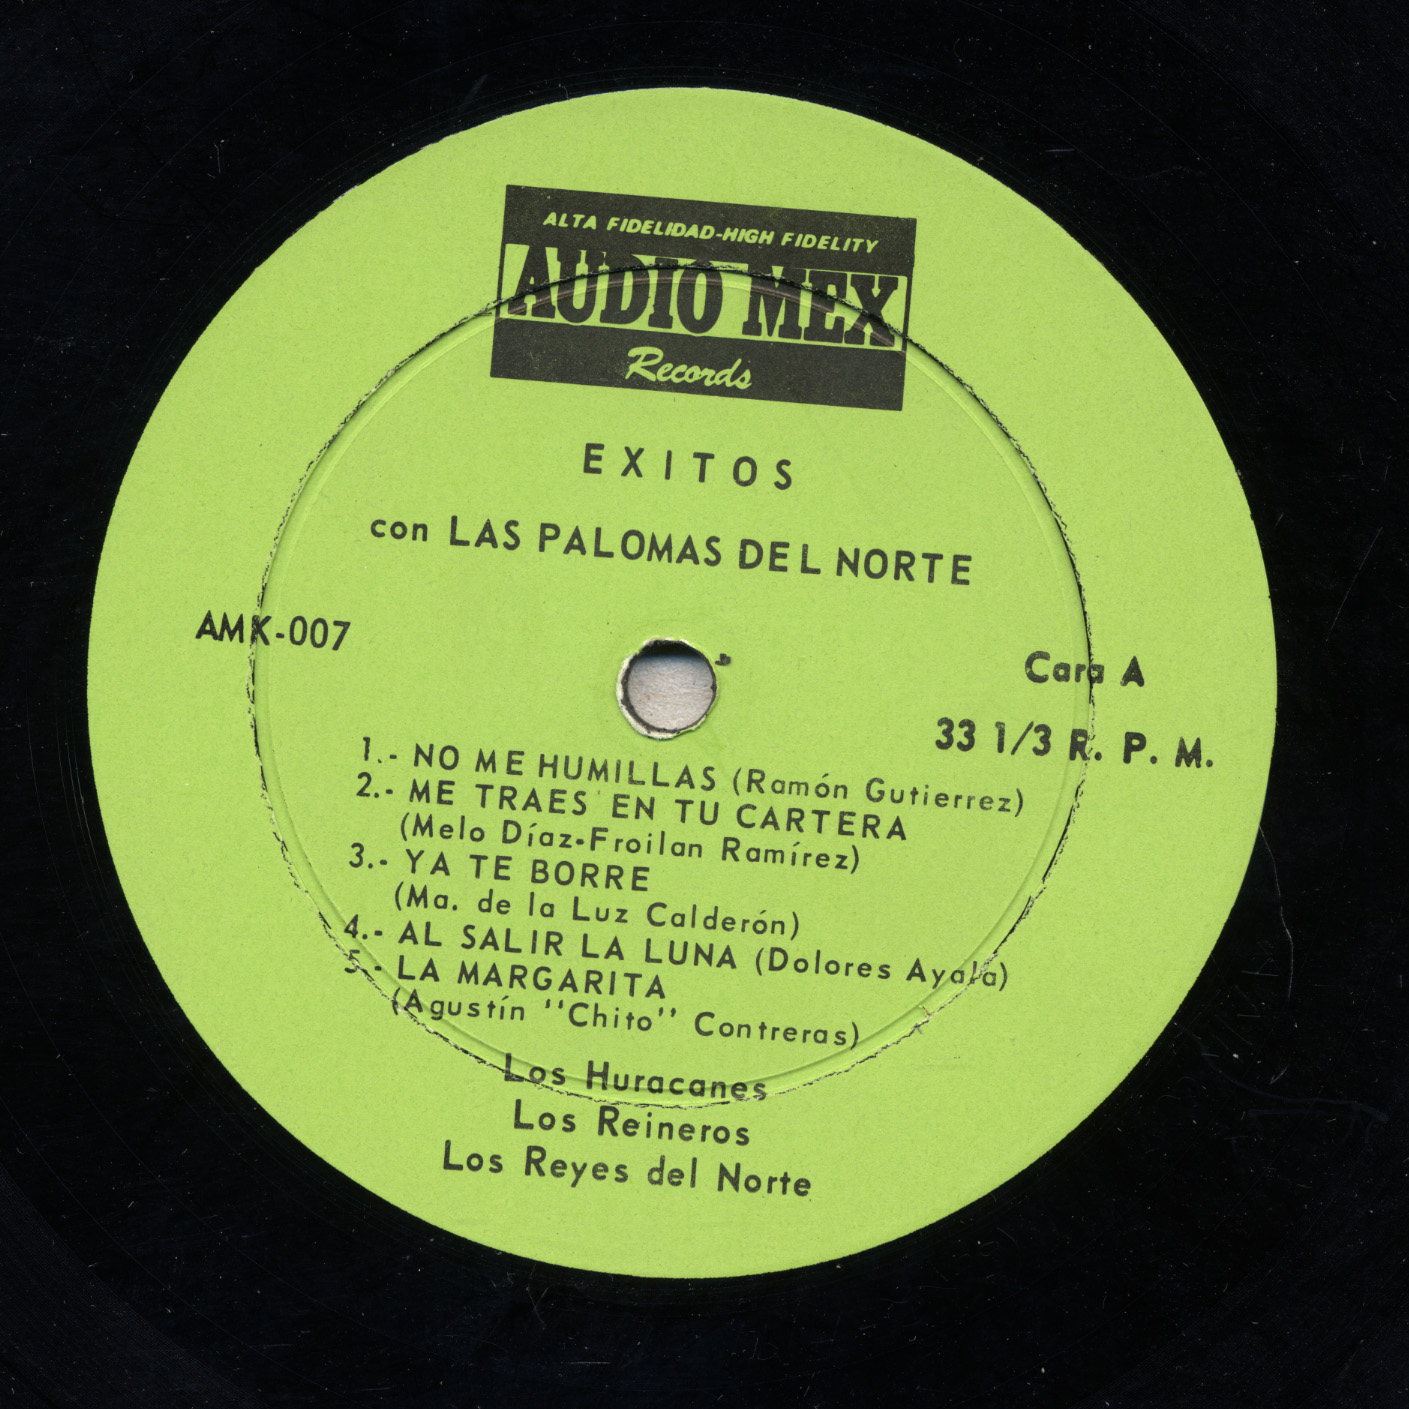 ALTA FIDELIDAD-HIGH FIDELITY
AUDIO MEX
Records
EXITOS
con LAS PALOMAS DEL NORTE
AMK-007
Cara A
33 1/3 R. P. M.
1.- NO ME HUMILLAS (Ramón Gutierrez)
2.- ME TRAES EN TU CARTERA
(Melo Díaz-Froilan Ramírez)
3.- YA TE BORRE
(Ma. de la Luz Calderón)
4.- AL SALIR LA LUNA (Dolores Ayala)
5.- LA MARGARITA
(Agustín "Chito" Contreras)
Los Huracanes
Los Reineros
Los Reyes del Norte